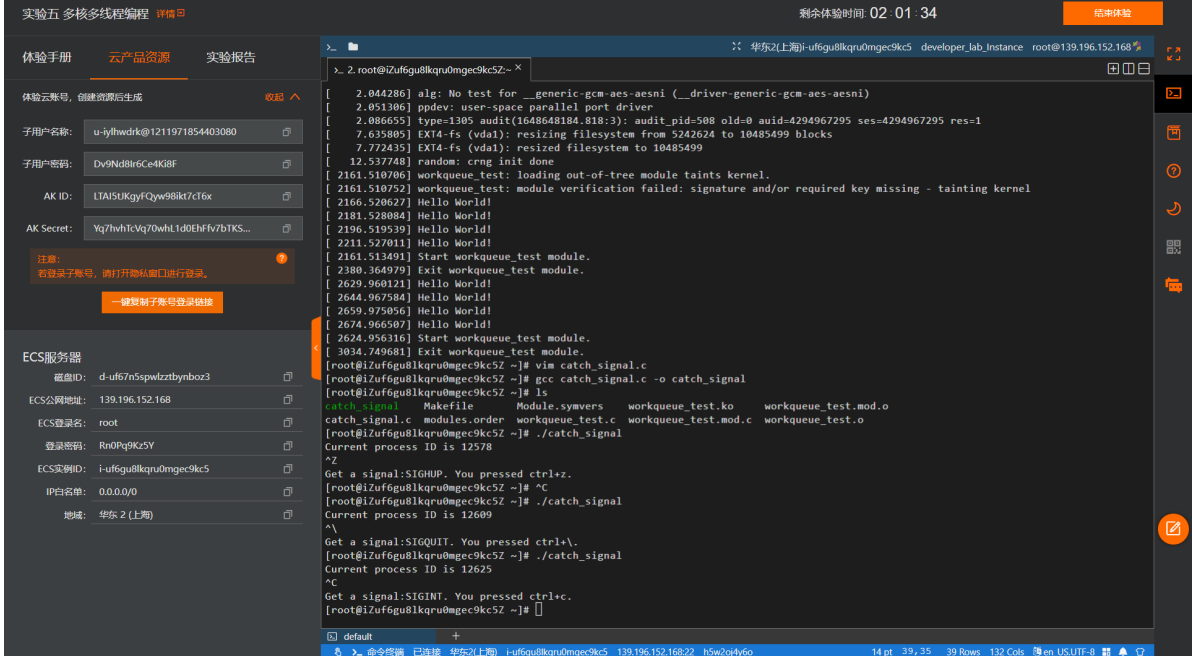 实验五 多核多线程编程 详情
剩余体验时间: 02 : 01 : 34
结束体验
体验手册 云产品资源 实验报告
体验云账号，创建资源后生成 收起
子用户名称: u-iylhwdrk@1211971854403080
子用户密码: Dv9Nd8Ir6Ce4Ki8F
AK ID: LTAI5tJKgyFQyw98ikt7cT6x
AK Secret: Yq7hvhTcVq70whL1d0EhFfv7bTKS...
注意:
若登录子账号，请打开隐私窗口进行登录。
一键复制子账号登录链接
ECS服务器
磁盘ID: d-uf67n5spwlzztbynboz3
ECS公网地址: 139.196.152.168
ECS登录名: root
登录密码: Rn0Pq9Kz5Y
ECS实例ID: i-uf6gu8lkqru0mgec9kc5
IP白名单: 0.0.0.0/0
地域: 华东 2 (上海)
华东2(上海)i-uf6gu8lkqru0mgec9kc5 developer_lab_Instance root@139.196.152.168
2. root@iZuf6gu8lkqru0mgec9kc5Z:~ ×
[    2.044286] alg: No test for __generic-gcm-aes-aesni (__driver-generic-gcm-aes-aesni)
[    2.051306] ppdev: user-space parallel port driver
[    2.086655] type=1305 audit(1648648184.818:3): audit_pid=508 old=0 auid=4294967295 ses=4294967295 res=1
[    7.635805] EXT4-fs (vda1): resizing filesystem from 5242624 to 10485499 blocks
[    7.772435] EXT4-fs (vda1): resized filesystem to 10485499
[   12.537748] random: crng init done
[ 2161.510706] workqueue_test: loading out-of-tree module taints kernel.
[ 2161.510752] workqueue_test: module verification failed: signature and/or required key missing - tainting kernel
[ 2166.520627] Hello World!
[ 2181.528084] Hello World!
[ 2196.519539] Hello World!
[ 2211.527011] Hello World!
[ 2161.513491] Start workqueue_test module.
[ 2380.364979] Exit workqueue_test module.
[ 2629.960121] Hello World!
[ 2644.967584] Hello World!
[ 2659.975056] Hello World!
[ 2674.966507] Hello World!
[ 2624.956316] Start workqueue_test module.
[ 3034.749681] Exit workqueue_test module.
[root@iZuf6gu8lkqru0mgec9kc5Z ~]# vim catch_signal.c
[root@iZuf6gu8lkqru0mgec9kc5Z ~]# gcc catch_signal.c -o catch_signal
[root@iZuf6gu8lkqru0mgec9kc5Z ~]# ls
catch_signal    Makefile       Module.symvers    workqueue_test.ko     workqueue_test.mod.o
catch_signal.c  modules.order  workqueue_test.c  workqueue_test.mod.c  workqueue_test.o
[root@iZuf6gu8lkqru0mgec9kc5Z ~]# ./catch_signal
Current process ID is 12578
^Z
Get a signal:SIGHUP. You pressed ctrl+z.
[root@iZuf6gu8lkqru0mgec9kc5Z ~]# ^C
[root@iZuf6gu8lkqru0mgec9kc5Z ~]# ./catch_signal
Current process ID is 12609
^\
Get a signal:SIGQUIT. You pressed ctrl+\.
[root@iZuf6gu8lkqru0mgec9kc5Z ~]# ./catch_signal
Current process ID is 12625
^C
Get a signal:SIGINT. You pressed ctrl+c.
[root@iZuf6gu8lkqru0mgec9kc5Z ~]#
default +
命令终端 已连接 华东2(上海) i-uf6gu8lkqru0mgec9kc5 139.196.152.168:22 h5w2oj4y6o 14 pt 39,35 39 Rows 132 Cols en_US.UTF-8